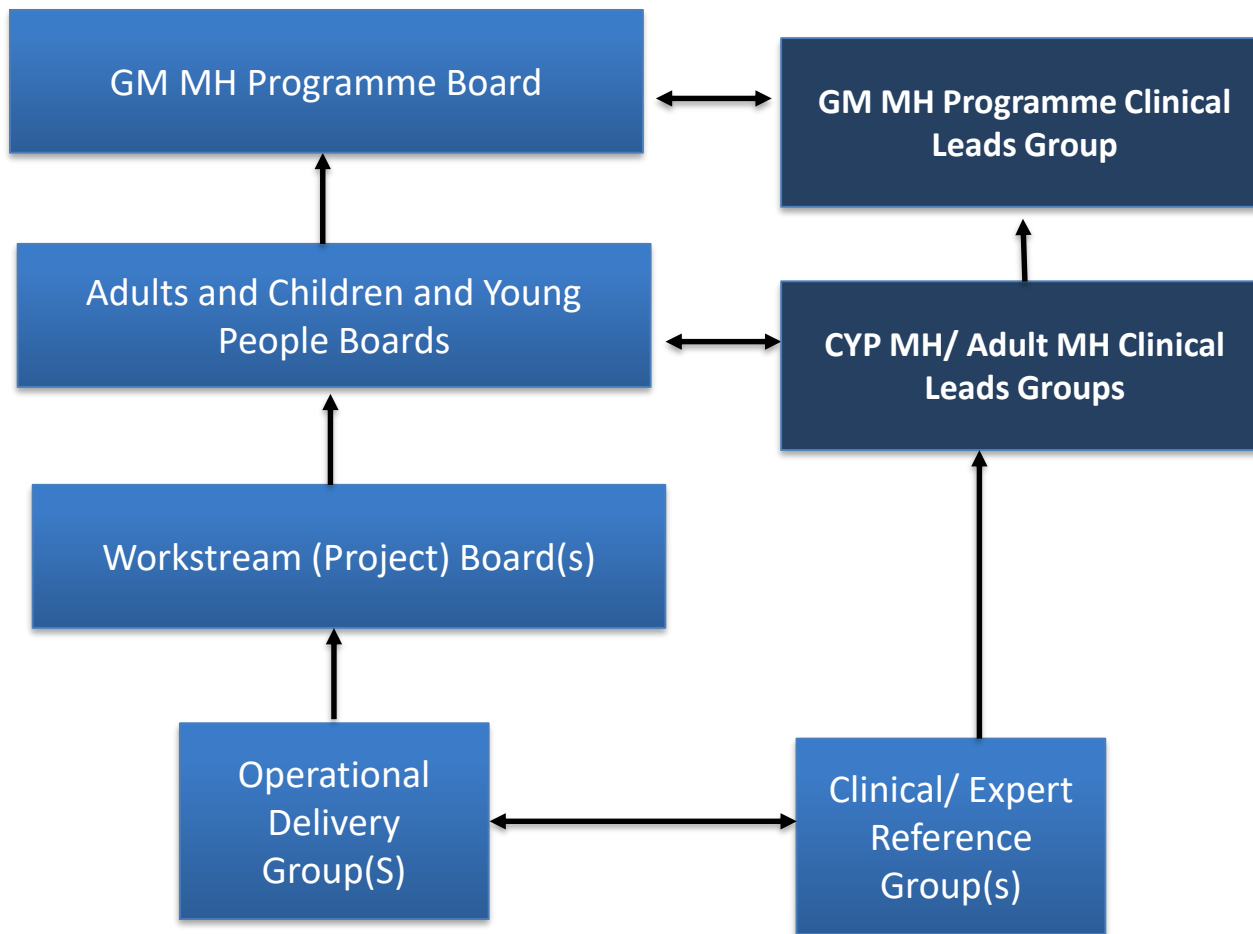 GM MH Programme Board
GM MH Programme Clinical
Leads Group
Adults and Children and Young
People Boards
CYP MH/ Adult MH Clinical
Leads Groups
Workstream (Project) Board(s)
Operational
Delivery
Group(S)
Clinical/ Expert
Reference
Group(s)